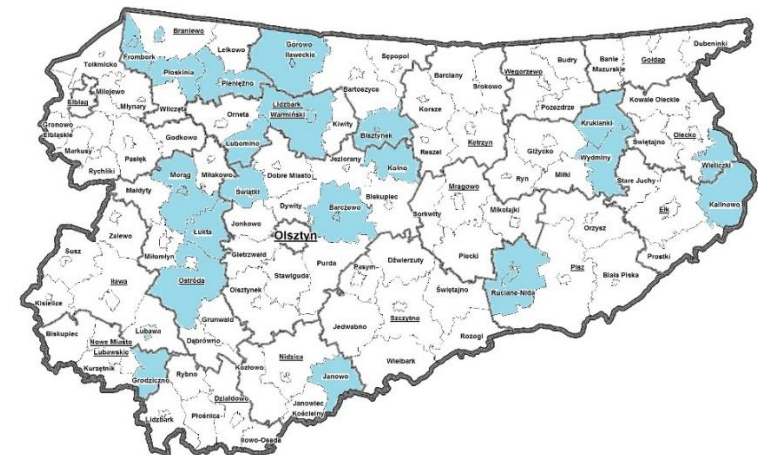 Braniewo
Frombork
Lelkowo
Płoskinia
Pieniężno
Tolkmicko
Milejewo
Elbląg
Młynary
Wilczęta
Gronowo
Elbląskie
Markusy
Pasłęk
Rychliki
Godkowo
Górowo
Iławeckie
Sępopol
Bartoszyce
Lidzbark
Warmiński
Orneta
Kiwity
Lubomino
Bisztynek
Barciany
Srokowo
Korsze
Kętrzyn
Reszel
Węgorzewo
Budry
Pozezdrze
Banie
Mazurskie
Gołdap
Dubeninki
Kowale Oleckie
Kruklanki
Olecko
Świętajno
Wieliczki
Giżycko
Wydminy
Ryn
Miłki
Stare Juchy
Ełk
Kalinowo
Prostki
Małdyty
Morąg
Miłakowo
Świątki
Dobre Miasto
Jeziorany
Kolno
Dywity
Barczewo
Biskupiec
Łukta
Jonkowo
Olsztyn
Mrągowo
Sorkwity
Mikołajki
Piecki
Orzysz
Zalewo
Susz
Miłomłyn
Gietrzwałd
Purda
Stawiguda
Olsztynek
Pasym
Dźwierzuty
Świętajno
Ruciane-Nida
Pisz
Biała Piska
Iława
Ostróda
Kisielice
Grunwald
Szczytno
Jedwabno
Rozogi
Wielbark
Biskupiec
Nowe Miasto
Lubawskie
Lubawa
Dąbrówno
Kurzętnik
Grodziczno
Rybno
Kozłowo
Nidzica
Janowo
Działdowo
Janowiec
Kościelny
Lidzbark
Płośnica
Iłowo-Osada